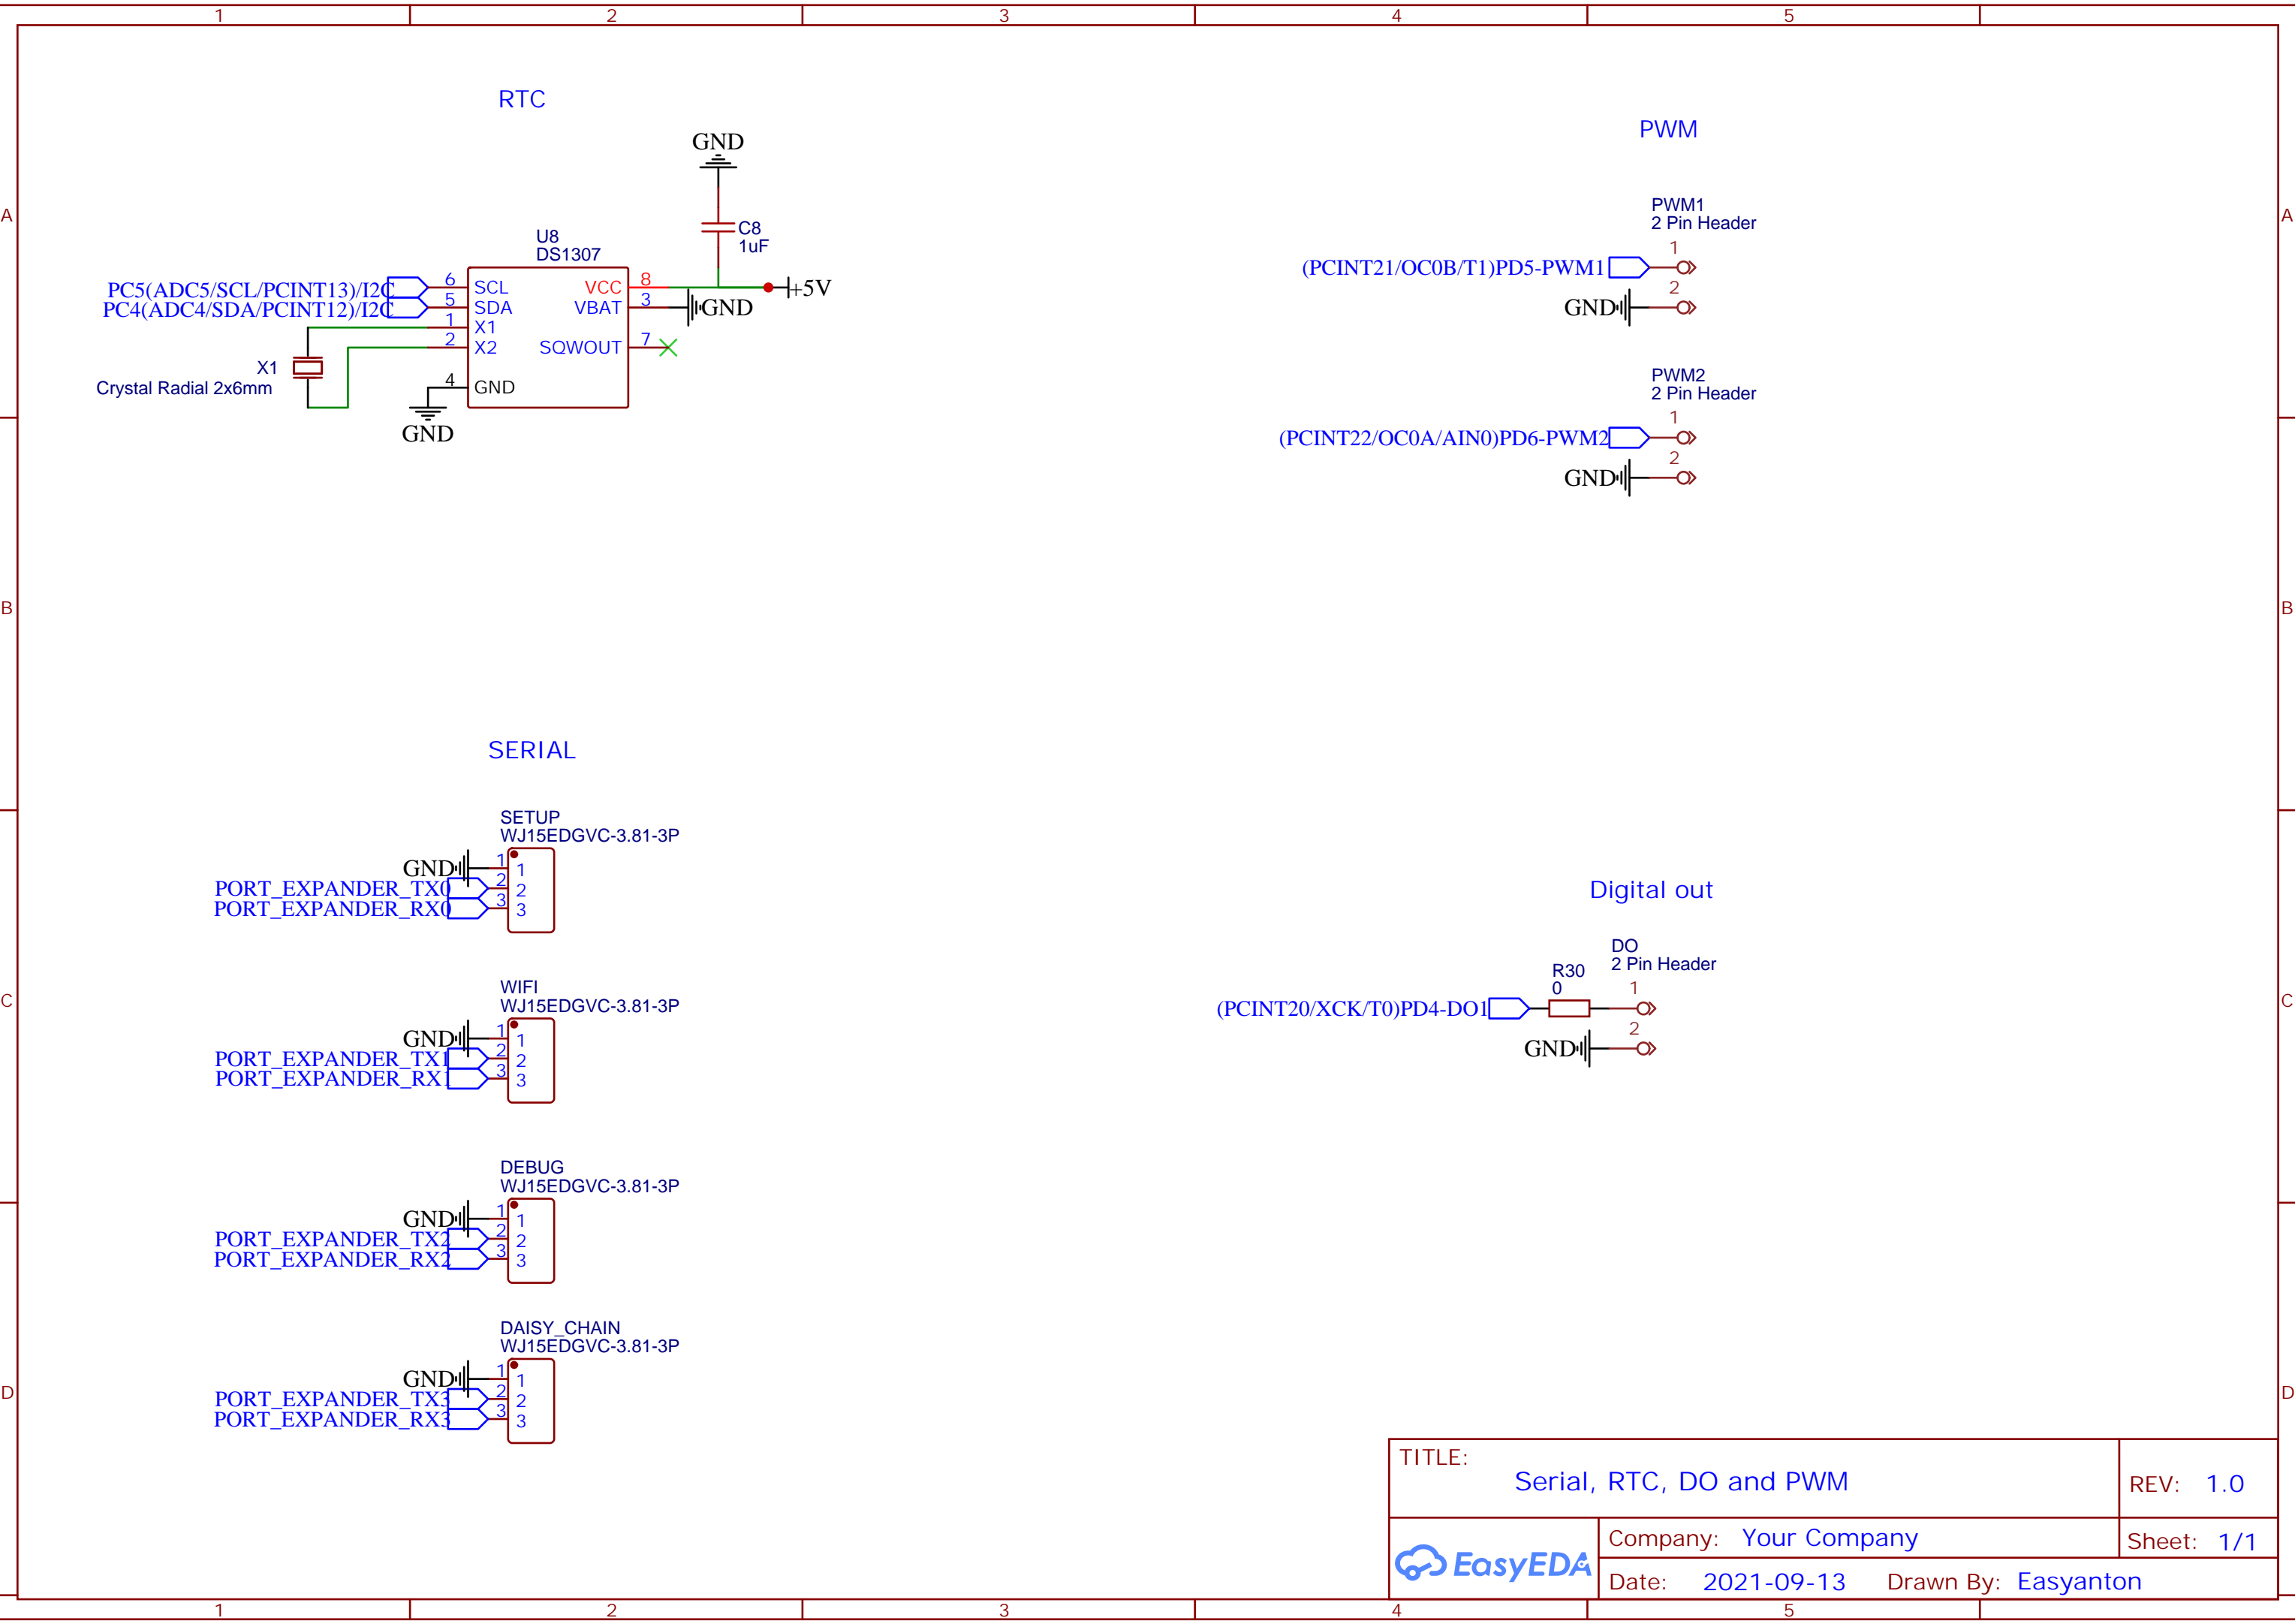 1 2 3 4 5
A A
B B
C C
D D
RTC
GND
C8
1uF
U8
DS1307
PC5(ADC5/SCL/PCINT13)/I2C
PC4(ADC4/SDA/PCINT12)/I2C
6 SCL VCC 8 +5V
5 SDA VBAT 3 GND
1 X1
2 X2 SQWOUT 7
4 GND
X1
Crystal Radial 2x6mm
GND
PWM
PWM1
2 Pin Header
(PCINT21/OC0B/T1)PD5-PWM1 1
GND 2
PWM2
2 Pin Header
(PCINT22/OC0A/AIN0)PD6-PWM2 1
GND 2
SERIAL
SETUP
WJ15EDGVC-3.81-3P
GND 1 1
PORT_EXPANDER_TX0 2 2
PORT_EXPANDER_RX0 3 3
WIFI
WJ15EDGVC-3.81-3P
GND 1 1
PORT_EXPANDER_TX1 2 2
PORT_EXPANDER_RX1 3 3
DEBUG
WJ15EDGVC-3.81-3P
GND 1 1
PORT_EXPANDER_TX2 2 2
PORT_EXPANDER_RX2 3 3
DAISY_CHAIN
WJ15EDGVC-3.81-3P
GND 1 1
PORT_EXPANDER_TX3 2 2
PORT_EXPANDER_RX3 3 3
Digital out
DO
2 Pin Header
R30
0
(PCINT20/XCK/T0)PD4-DO1 1
GND 2
TITLE:
Serial, RTC, DO and PWM
REV: 1.0
EasyEDA
Company: Your Company
Sheet: 1/1
Date: 2021-09-13 Drawn By: Easyanton
1 2 3 4 5